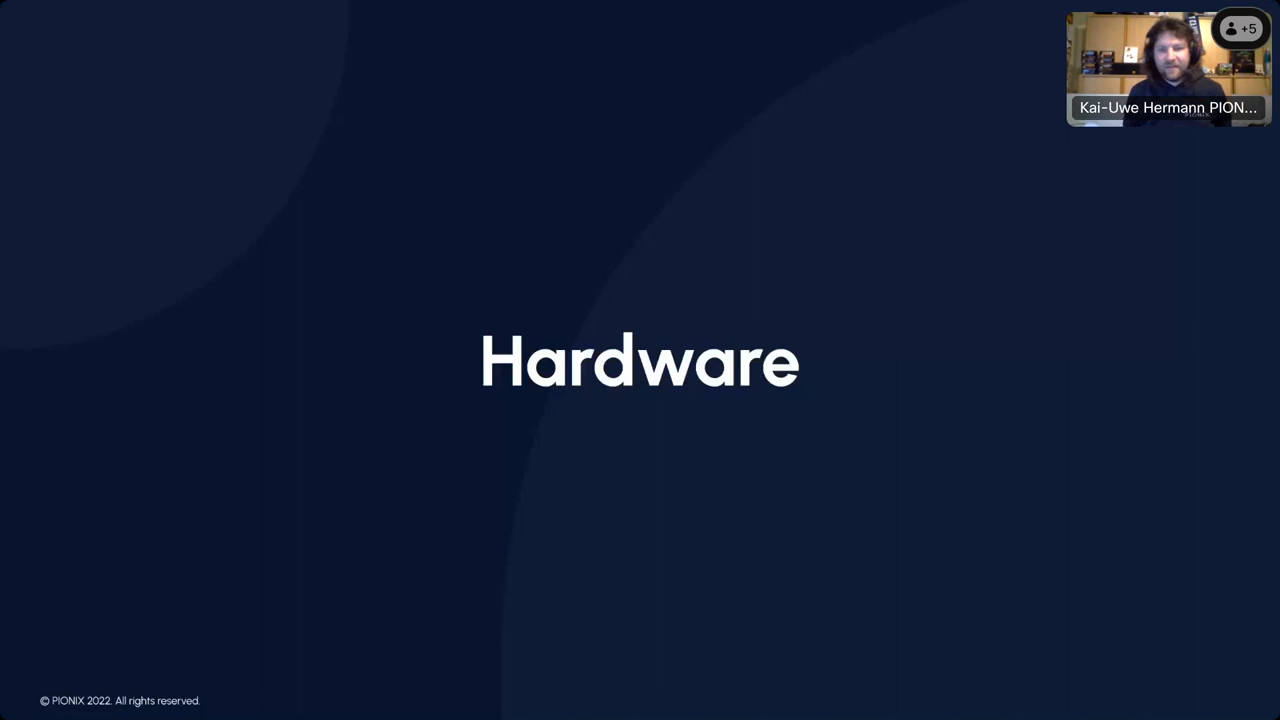 +5
Kai-Uwe Hermann PION...
Hardware
© PIONIX 2022. All rights reserved.